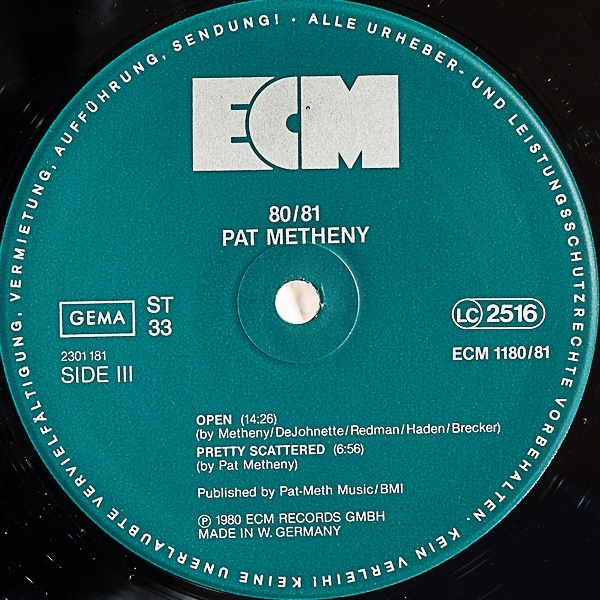 ALLE URHEBER- UND LEISTUNGSSCHUTZRECHTE VORBEHALTEN. KEIN VERLEIH! KEINE UNERLAUBTE VERVIELFÄLTIGUNG, VERMIETUNG, AUFFÜHRUNG, SENDUNG! ·
ECM
80/81
PAT METHENY
GEMA
ST
33
LC 2516
2301 181
SIDE III
ECM 1180/81
OPEN (14:26)
(by Metheny/DeJohnette/Redman/Haden/Brecker)
PRETTY SCATTERED (6:56)
(by Pat Metheny)
Published by Pat-Meth Music/BMI
Ⓟ 1980 ECM RECORDS GMBH
MADE IN W. GERMANY